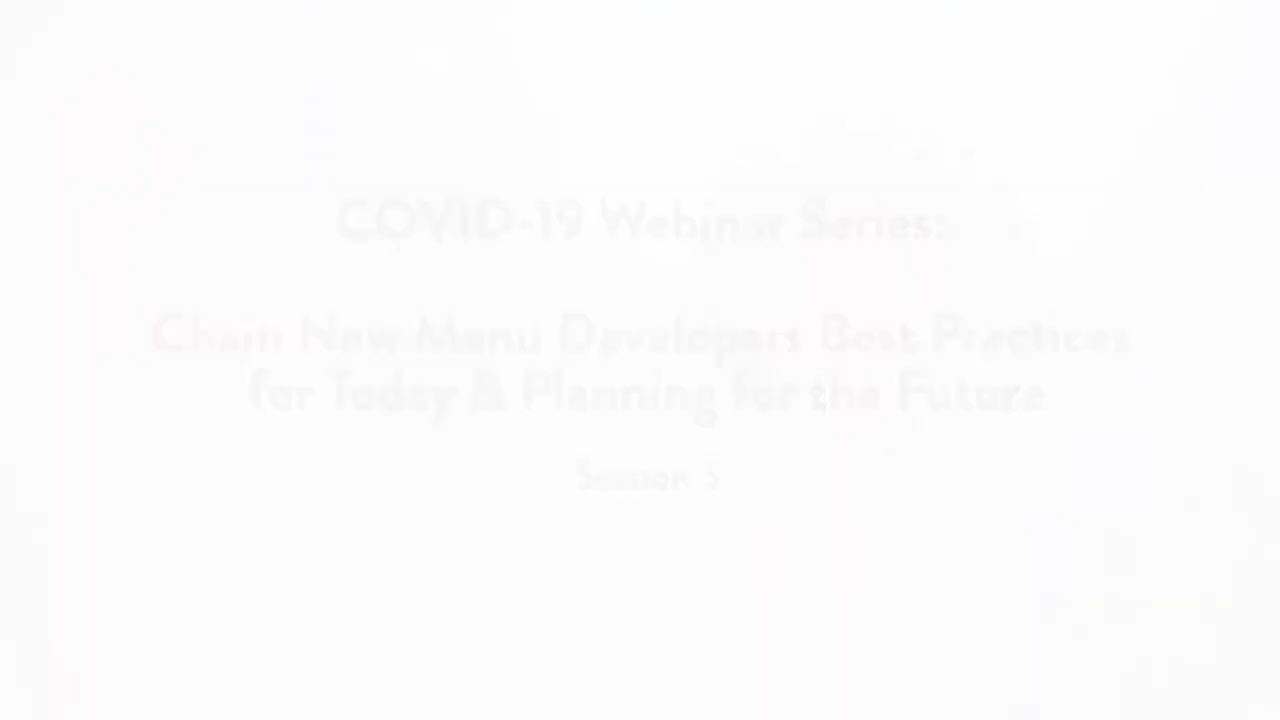 COVID-19 Webinar Series:
Chain New Menu Developers Best Practices
for Today & Planning for the Future
Session 5